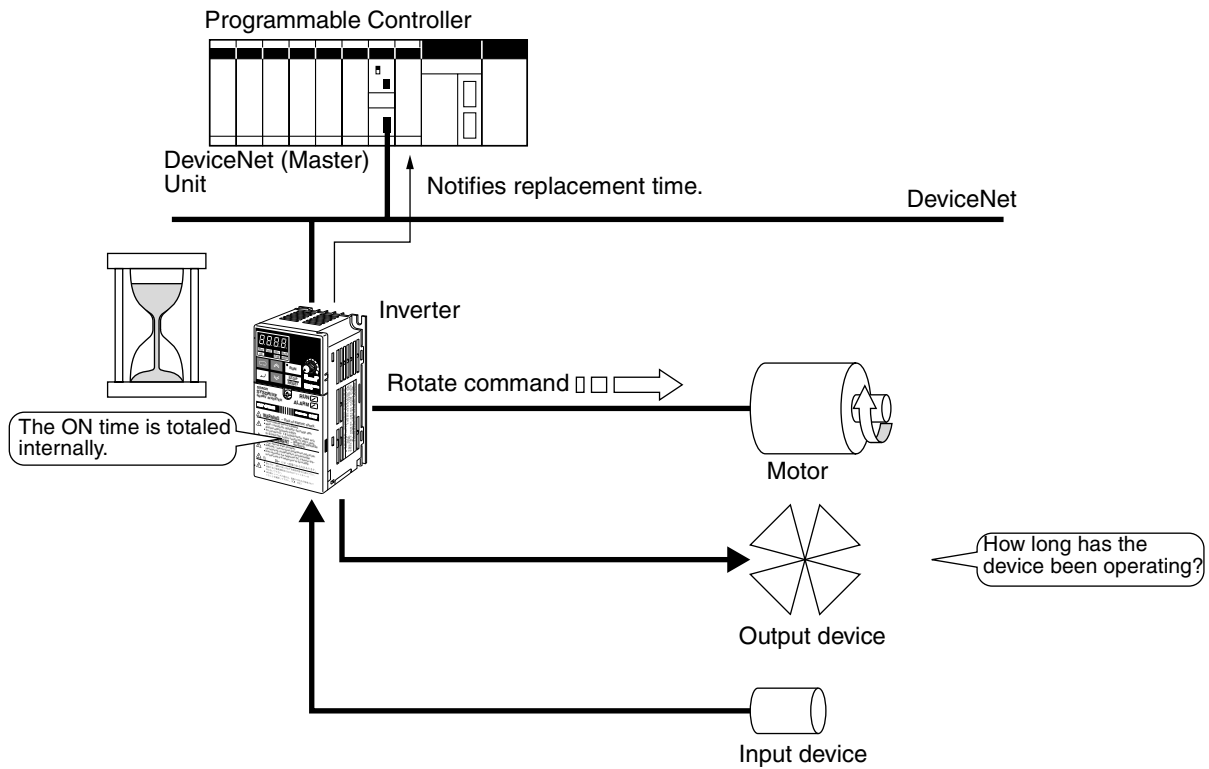 Programmable Controller
DeviceNet (Master)
Unit
Notifies replacement time.
DeviceNet
Inverter
Rotate command
The ON time is totaled
internally.
Motor
How long has the
device been operating?
Output device
Input device